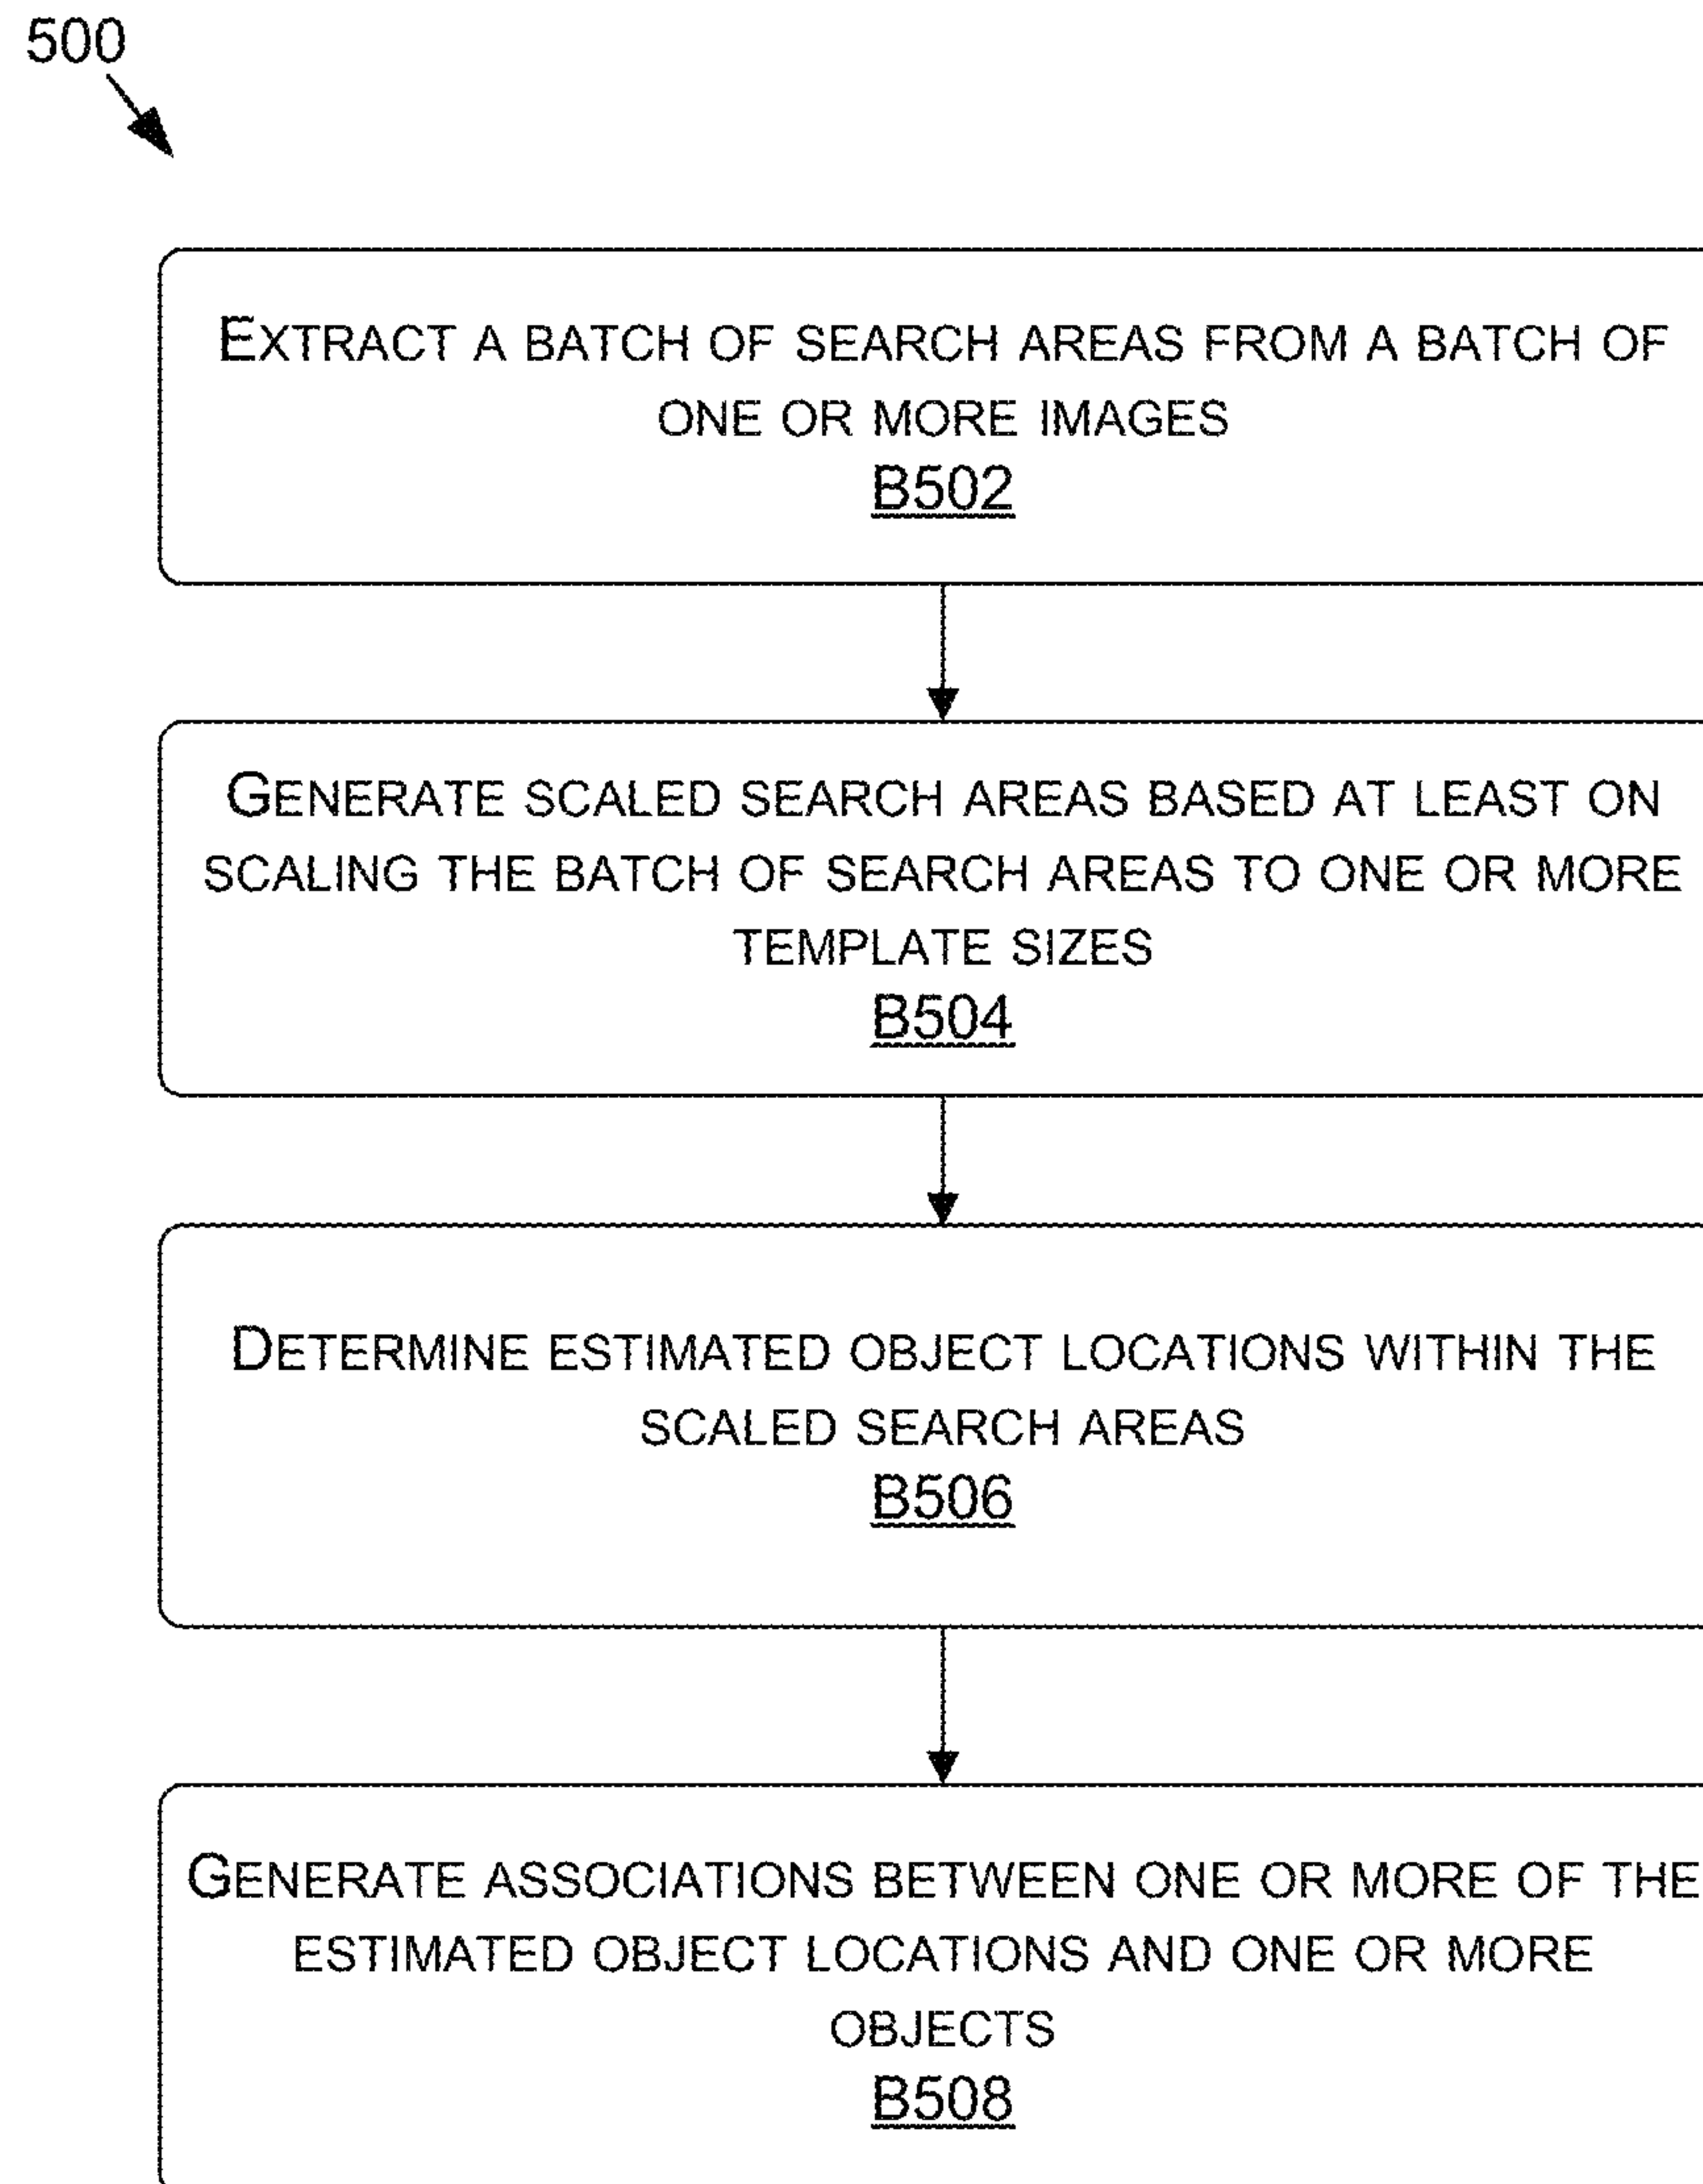 500
EXTRACT A BATCH OF SEARCH AREAS FROM A BATCH OF
ONE OR MORE IMAGES
B502
GENERATE SCALED SEARCH AREAS BASED AT LEAST ON
SCALING THE BATCH OF SEARCH AREAS TO ONE OR MORE
TEMPLATE SIZES
B504
DETERMINE ESTIMATED OBJECT LOCATIONS WITHIN THE
SCALED SEARCH AREAS
B506
GENERATE ASSOCIATIONS BETWEEN ONE OR MORE OF THE
ESTIMATED OBJECT LOCATIONS AND ONE OR MORE
OBJECTS
B508